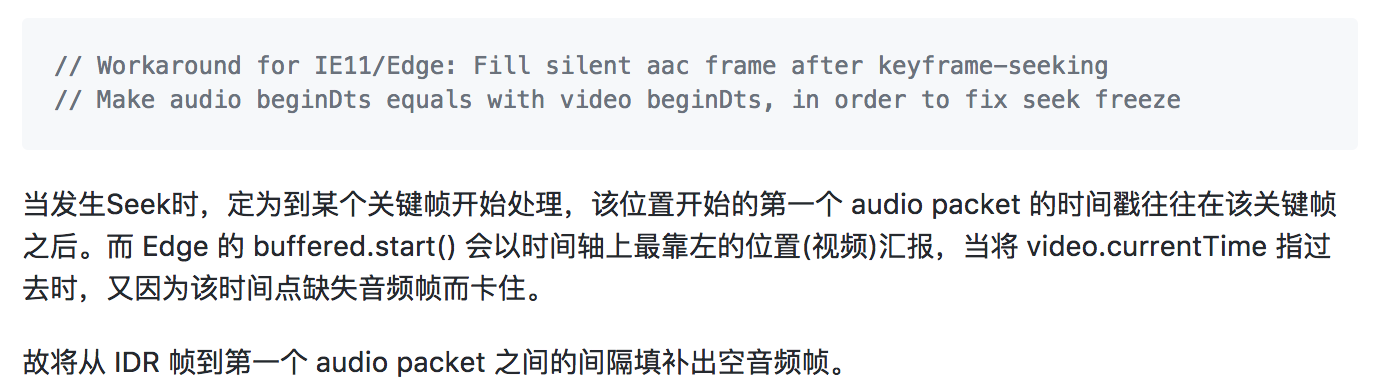 // Workaround for IE11/Edge: Fill silent aac frame after keyframe-seeking
// Make audio beginDts equals with video beginDts, in order to fix seek freeze
当发生Seek时，定为到某个关键帧开始处理，该位置开始的第一个 audio packet 的时间戳往往在该关键帧
之后。而 Edge 的 buffered.start() 会以时间轴上最靠左的位置(视频)汇报，当将 video.currentTime 指过
去时，又因为该时间点缺失音频帧而卡住。
故将从 IDR 帧到第一个 audio packet 之间的间隔填补出空音频帧。